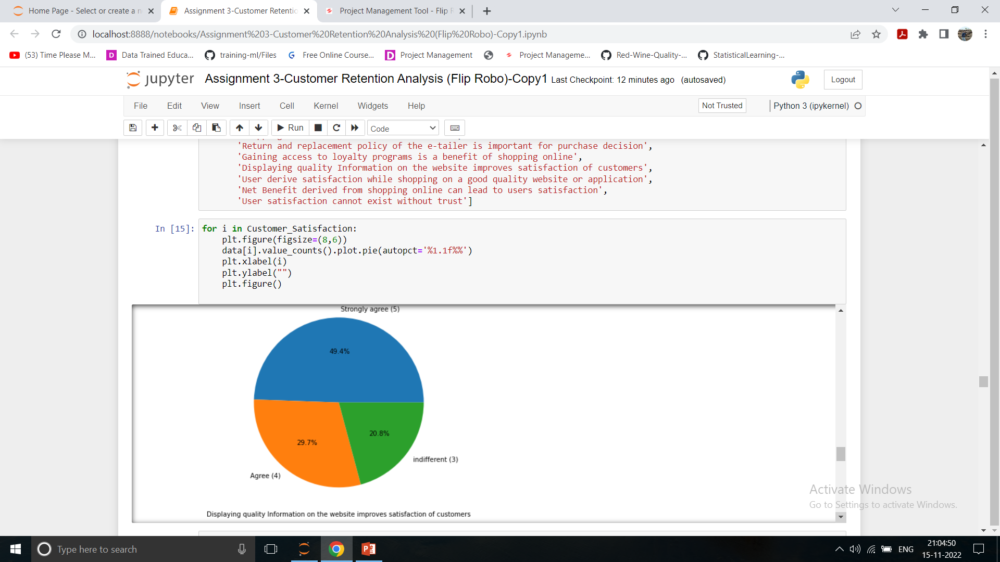 Home Page - Select or create a n
Assignment 3-Customer Retentio
Project Management Tool - Flip R
localhost:8888/notebooks/Assignment%203-Customer%20Retention%20Analysis%20(Flip%20Robo)-Copy1.ipynb
(53) Time Please M...
Data Trained Educa...
training-ml/Files
Free Online Course...
Project Management
Project Manageme...
Red-Wine-Quality-...
StatisticalLearning-...
jupyter Assignment 3-Customer Retention Analysis (Flip Robo)-Copy1 Last Checkpoint: 12 minutes ago (autosaved)
Logout
File Edit View Insert Cell Kernel Widgets Help
Not Trusted
Python 3 (ipykernel)
Run
Code
'Return and replacement policy of the e-tailer is important for purchase decision',
'Gaining access to loyalty programs is a benefit of shopping online',
'Displaying quality Information on the website improves satisfaction of customers',
'User derive satisfaction while shopping on a good quality website or application',
'Net Benefit derived from shopping online can lead to users satisfaction',
'User satisfaction cannot exist without trust']
In [15]: for i in Customer_Satisfaction:
plt.figure(figsize=(8,6))
data[i].value_counts().plot.pie(autopct='%1.1f%%')
plt.xlabel(i)
plt.ylabel("")
plt.figure()
Strongly agree (5)
49.4%
20.8%
29.7%
indifferent (3)
Agree (4)
Displaying quality Information on the website improves satisfaction of customers
Activate Windows
Go to Settings to activate Windows.
Type here to search
ENG
21:04:50
15-11-2022